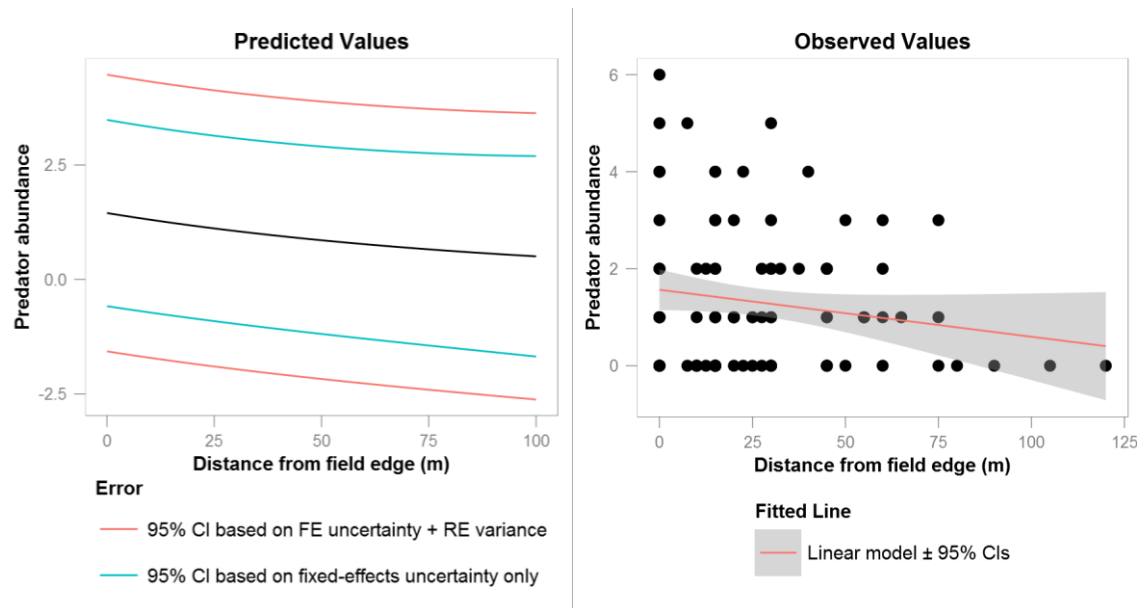 Predicted Values
Predator abundance
2.5
0.0
-2.5
0
25
50
75
100
Distance from field edge (m)
Error
95% CI based on FE uncertainty + RE variance
95% CI based on fixed-effects uncertainty only
Observed Values
Predator abundance
6
4
2
0
0
25
50
75
100
125
Distance from field edge (m)
Fitted Line
Linear model ± 95% CIs